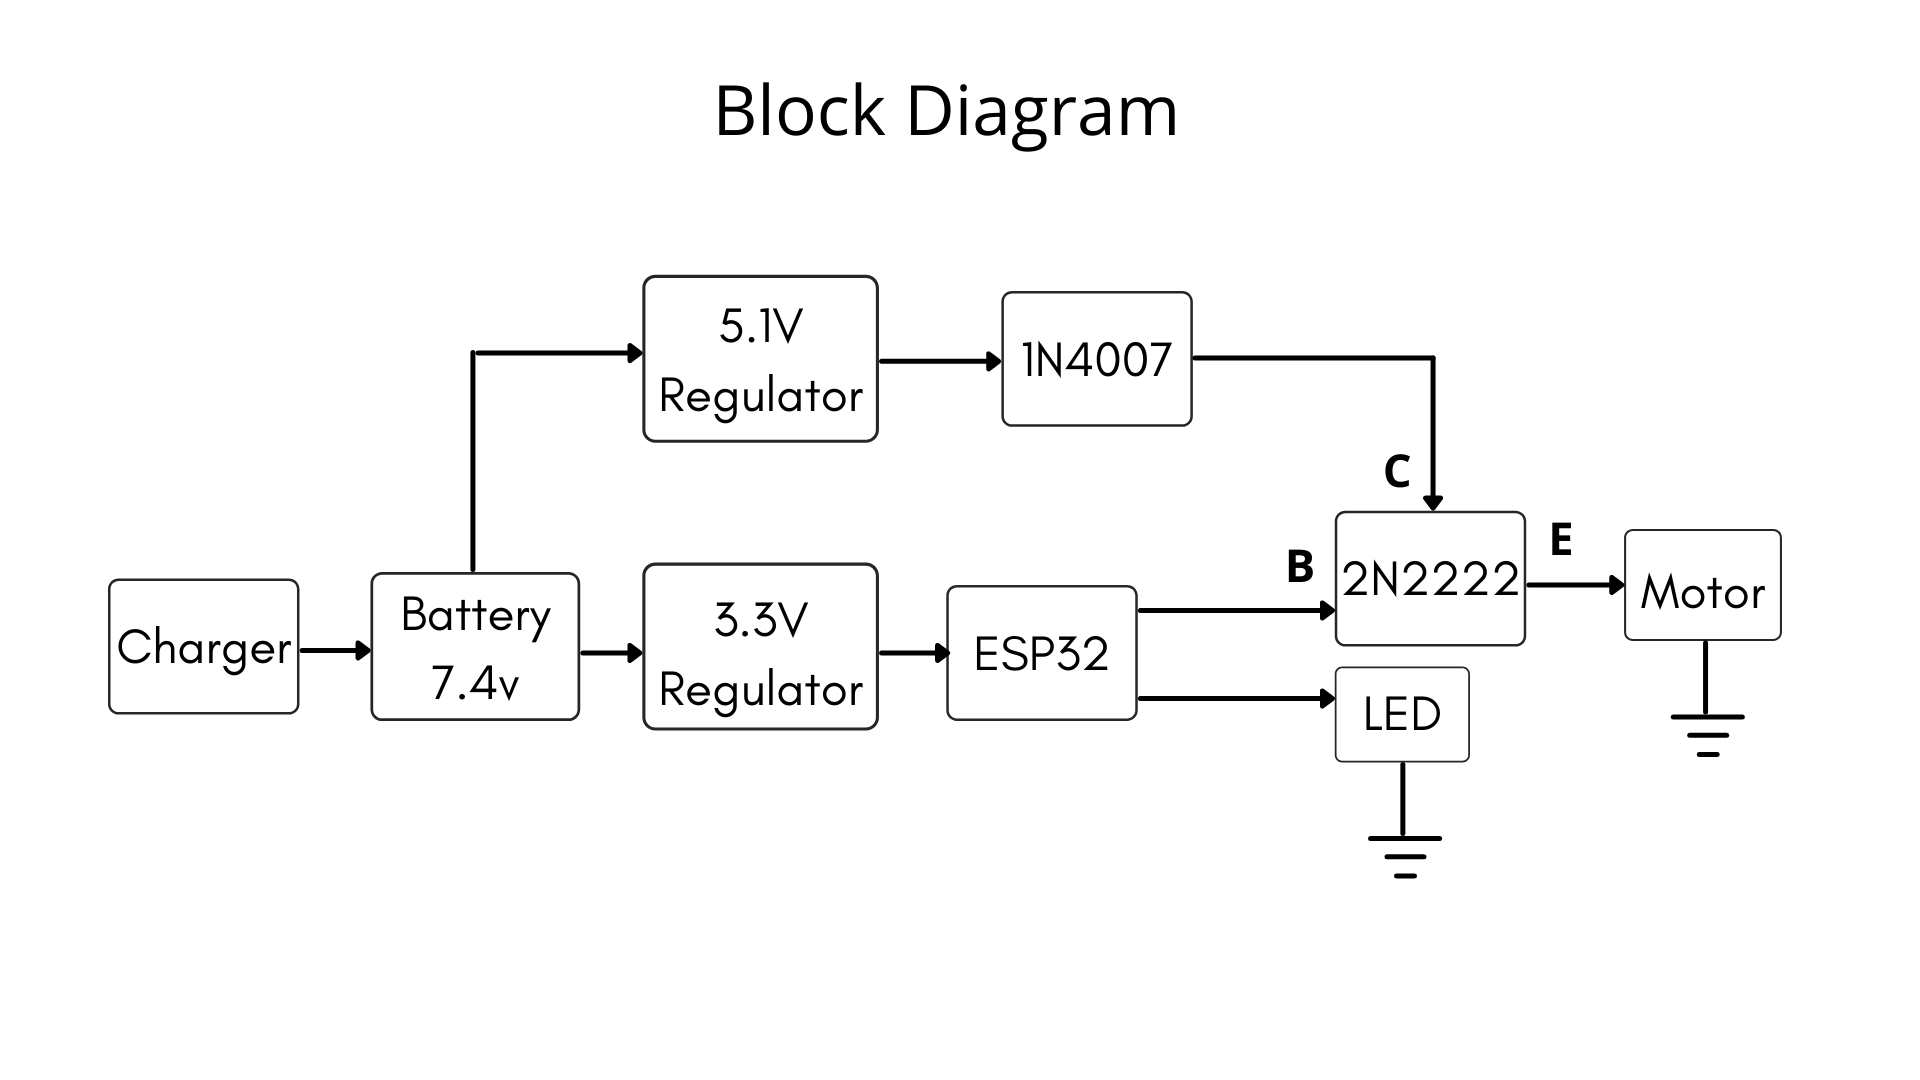 Block Diagram
5.1V
Regulator
1N4007
C
E
B
2N2222
Motor
Charger
Battery
7.4v
3.3V
Regulator
ESP32
LED